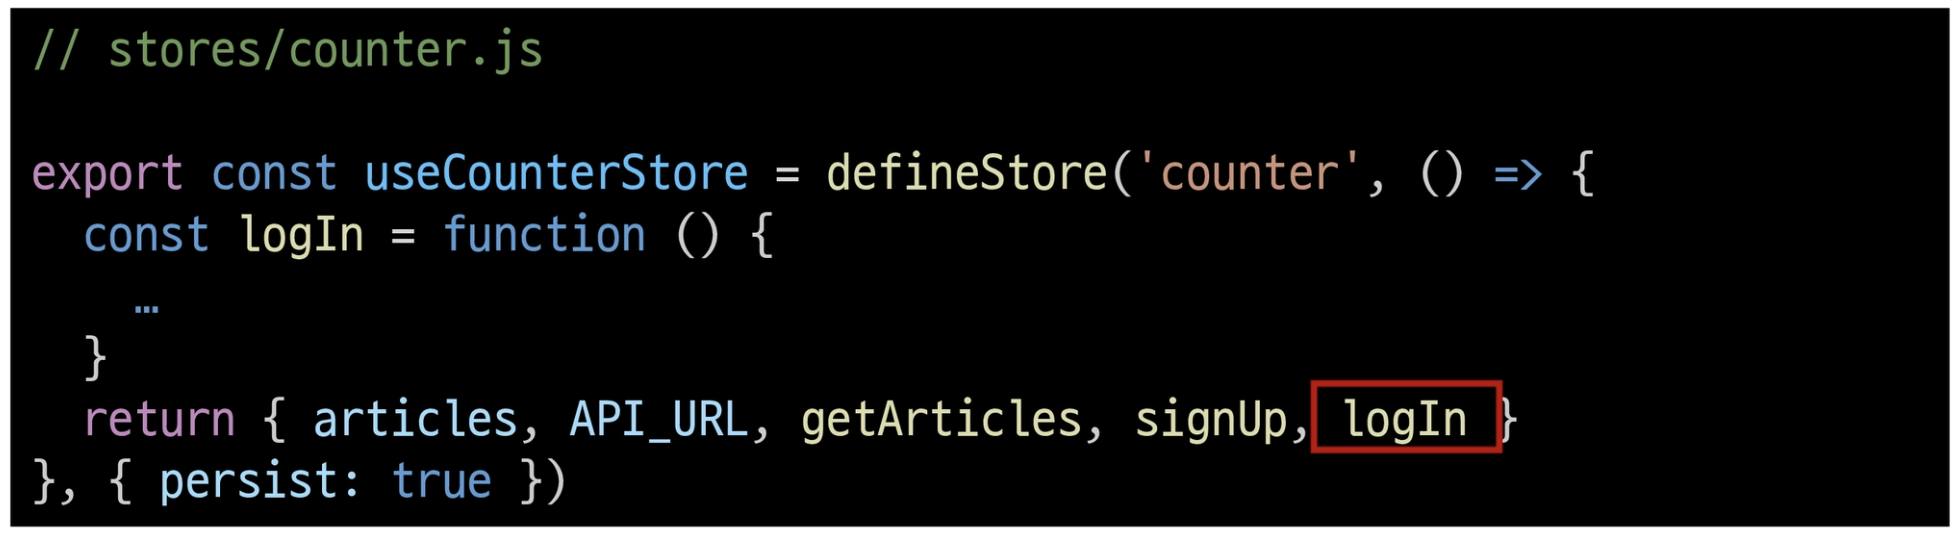 // stores/counter.js
export const useCounterStore = defineStore('counter', () => {
const logIn = function () {
…
}
return { articles, API_URL, getArticles, signUp, logIn }
}, { persist: true })